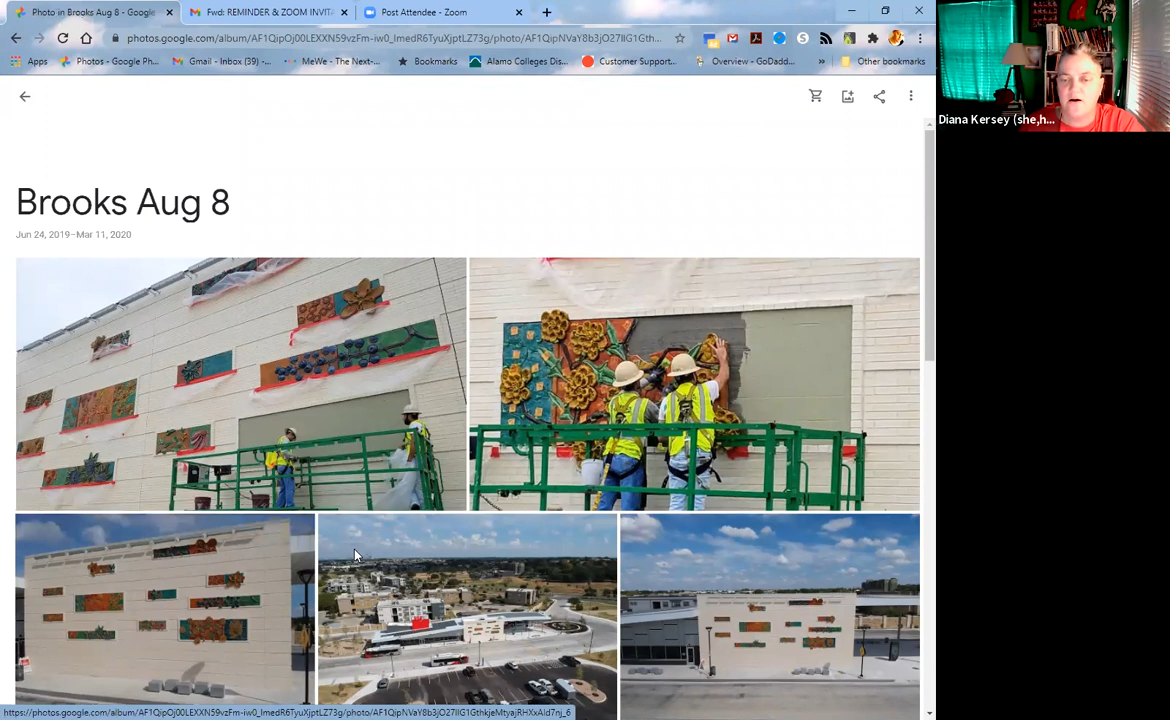 Photo in Brooks Aug 8 - Google
Fwd: REMINDER & ZOOM INVIT
Post Attendee - Zoom
photos.google.com/album/AF1QipOj00LEXXN59vzFm-iw0_ImedR6TyuXjptLZ73g/photo/AF1QipNVaY8b3jO27IIG1Gth...
Apps
Photos - Google Ph...
Gmail - Inbox (39) -...
MeWe - The Next-...
Bookmarks
Alamo Colleges Dis...
Customer Support...
Overview - GoDadd...
»
Other bookmarks
Diana Kersey (she,h...
Brooks Aug 8
Jun 24, 2019–Mar 11, 2020
https://photos.google.com/album/AF1QipOj00LEXXN59vzFm-iw0_ImedR6TyuXjptLZ73g/photo/AF1QipNVaY8b3jO27IIG1GthkjeMtyajRHXxAId7nj_6